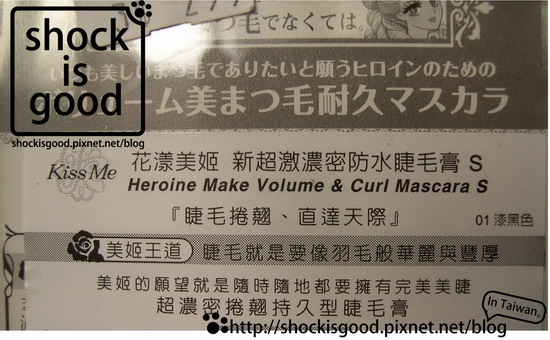 つ毛でなくては。
shock
is
good
shockisgood.pixnet.net/blog
も美しいまつ毛でありたいと願うヒロインのための
ーム美まつ毛耐久マスカラ
Kiss Me
花漾美姬 新超激濃密防水睫毛膏 S
Heroine Make Volume & Curl Mascara S
『睫毛捲翹、直達天際』
01 漆黑色
美姬王道 睫毛就是要像羽毛般華麗與豐厚
美姬的願望就是隨時隨地都要擁有完美美睫
超濃密捲翹持久型睫毛膏
In Taiwan。
http://shockisgood.pixnet.net/blog